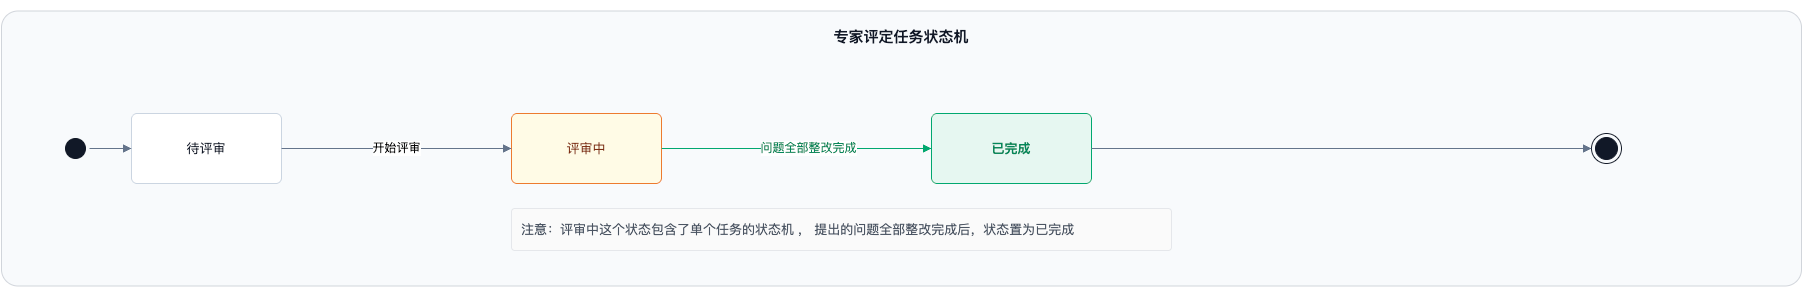 专家评定任务状态机
待评审
开始评审
评审中
问题全部整改完成
已完成
注意：评审中这个状态包含了单个任务的状态机 ， 提出的问题全部整改完成后，状态置为已完成